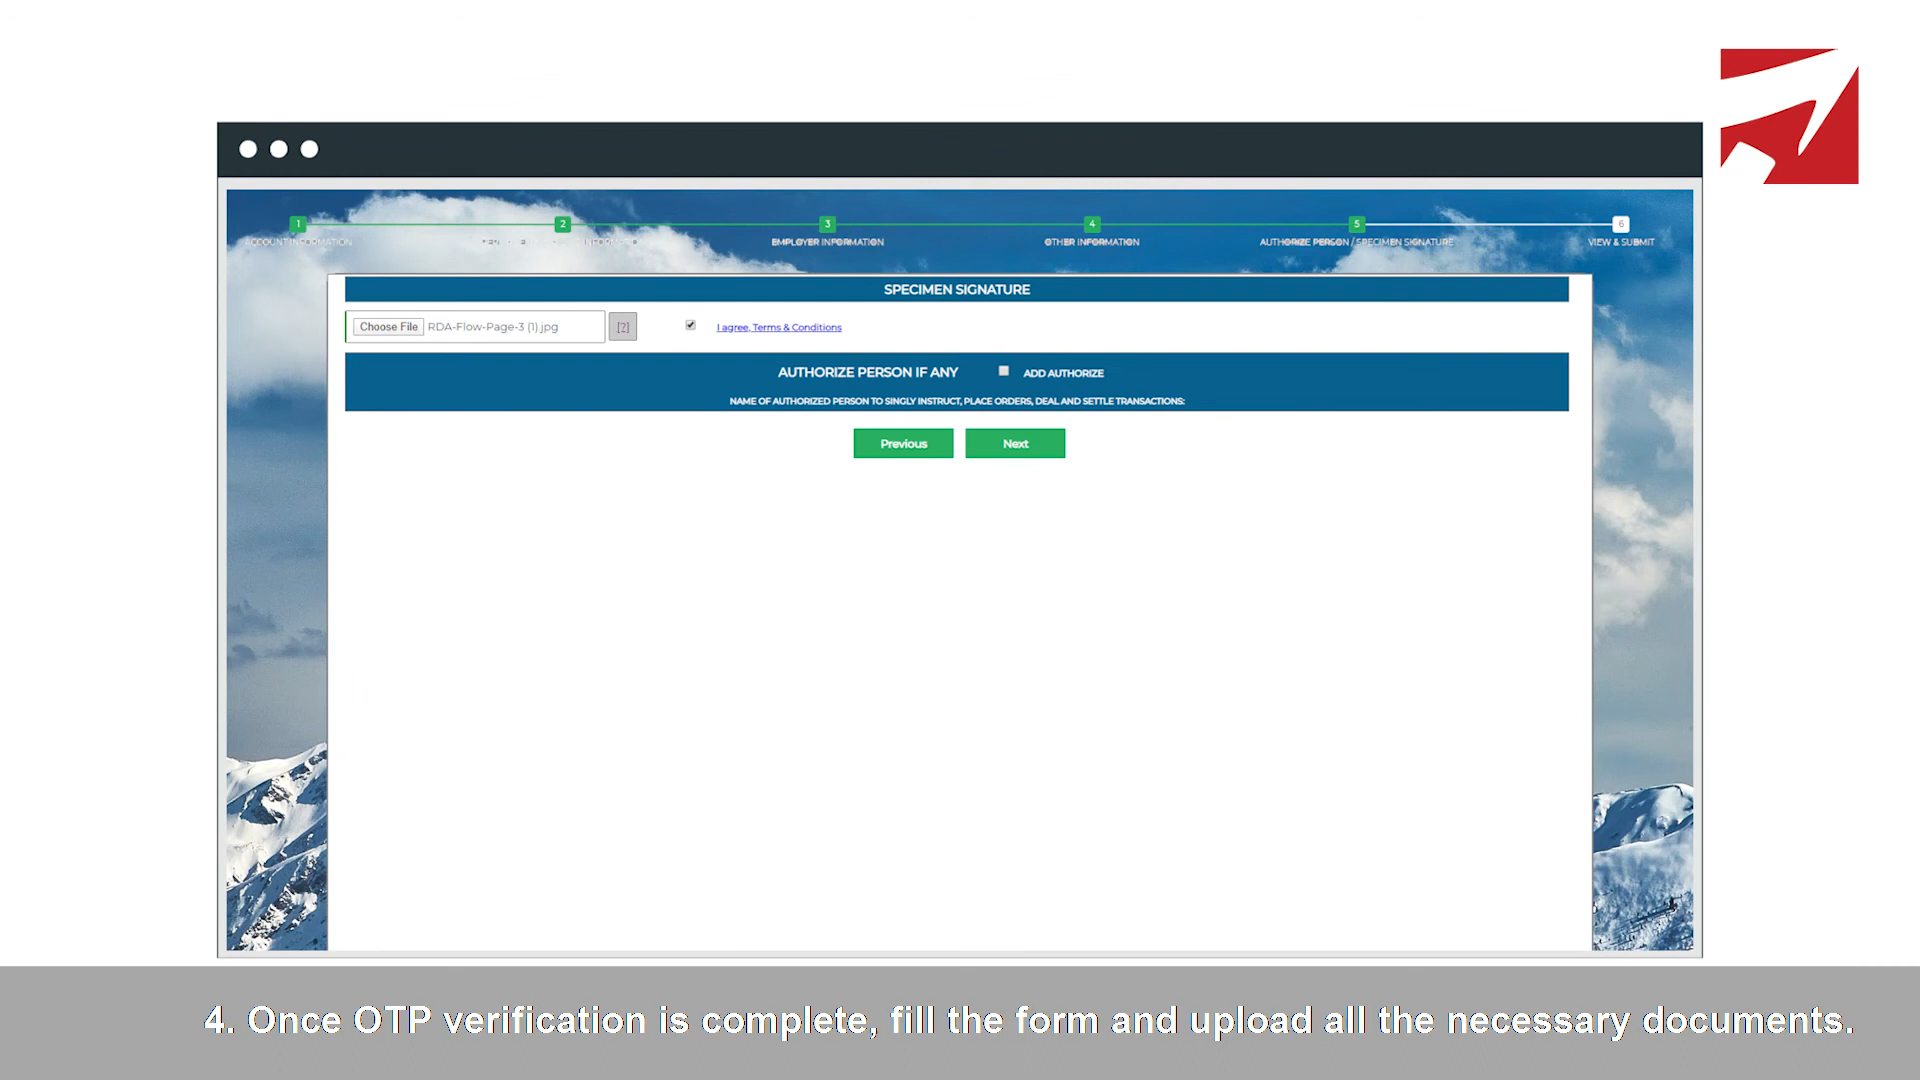 1 2 3 4 5 6
ACCOUNT INFORMATION INFORMATION EMPLOYER INFORMATION OTHER INFORMATION AUTHORIZE PERSON / SPECIMEN SIGNATURE VIEW & SUBMIT
SPECIMEN SIGNATURE
Choose File RDA-Flow-Page-3 (1).jpg [?] I agree, Terms & Conditions
AUTHORIZE PERSON IF ANY ADD AUTHORIZE
NAME OF AUTHORIZED PERSON TO SINGLY INSTRUCT, PLACE ORDERS, DEAL AND SETTLE TRANSACTIONS:
Previous Next
4. Once OTP verification is complete, fill the form and upload all the necessary documents.